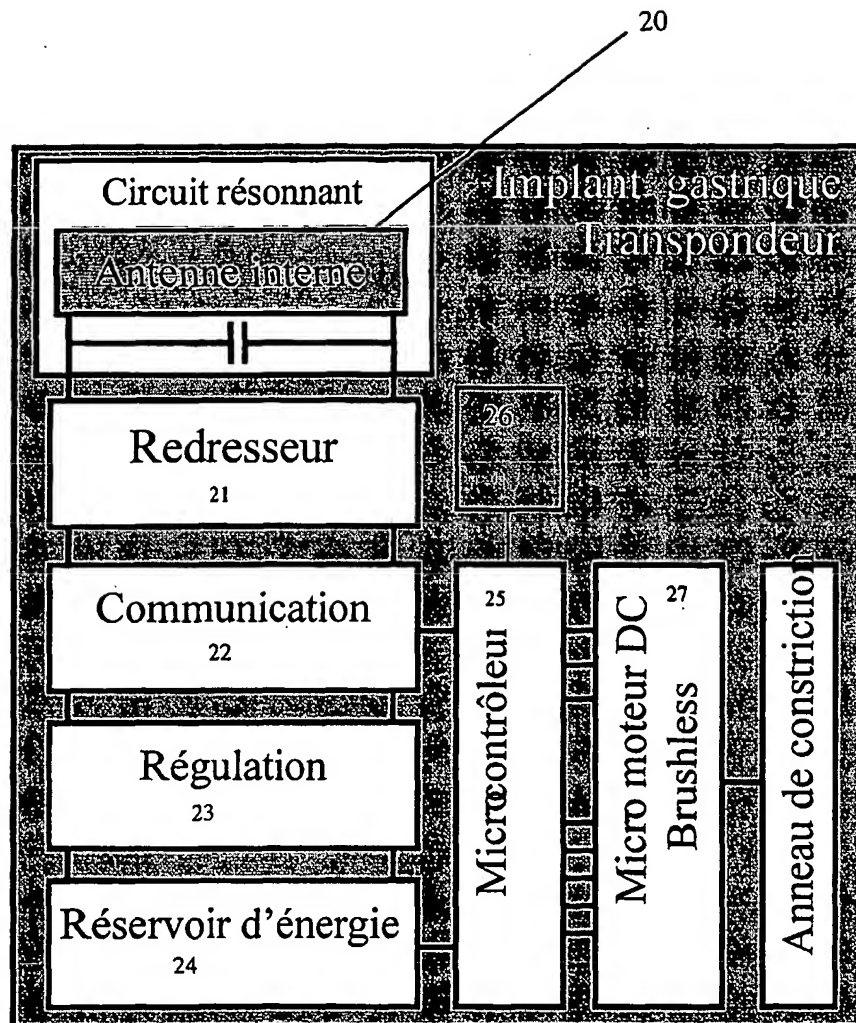 20
Circuit résonnant
Antenne interne
Implant gastrique
Transpondeur
Redresseur
21
26
Communication
22
Régulation
23
Réservoir d'énergie
24
25
Microcontrôleu
27
Micro moteur DC
Brushless
Anneau de constriction